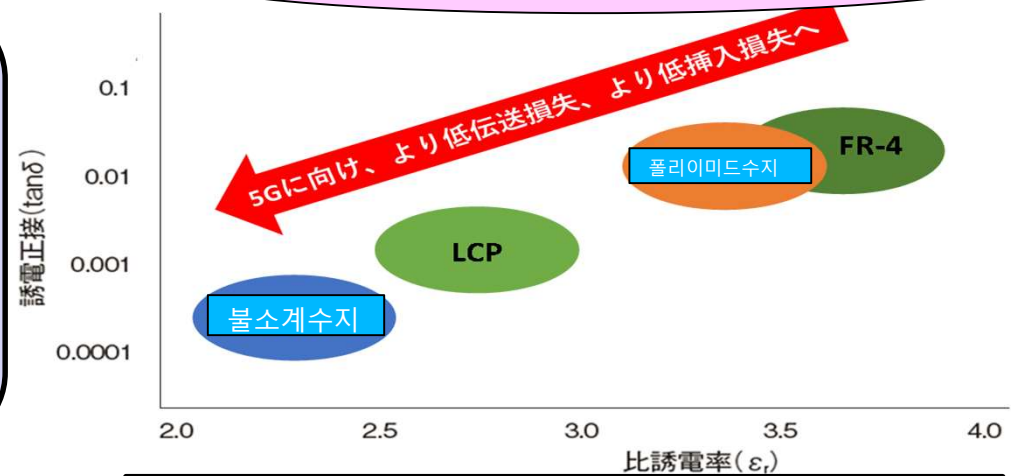 5Gに向け、より低伝送損失、より低挿入損失へ
誘電正接(tanδ)
0.1
0.01
0.001
0.0001
FR-4
폴리이미드수지
LCP
불소계수지
2.0
2.5
3.0
3.5
4.0
比誘電率(εr)